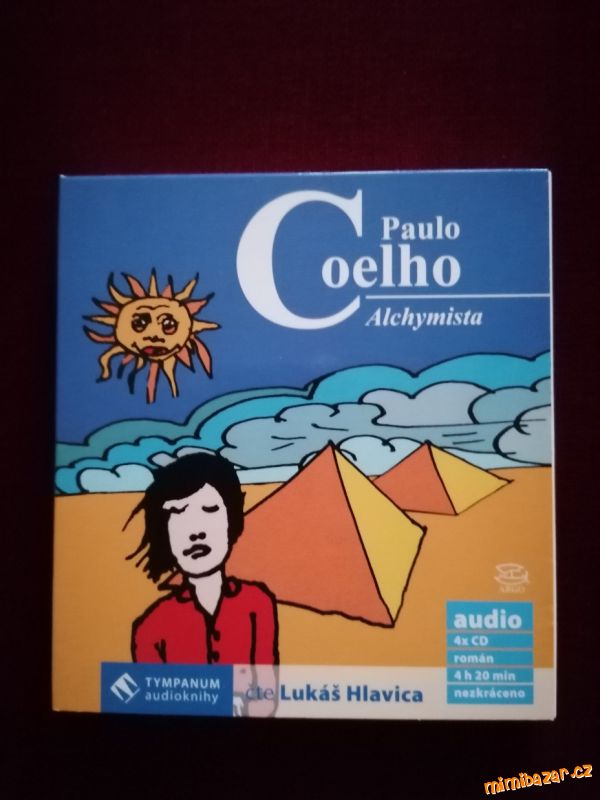 Paulo
Coelho
Alchymista
ARGO
audio
4x CD
román
4 h 20 min
nezkráceno
TYMPANUM
audioknihy
čte Lukáš Hlavica
mimibazar.cz